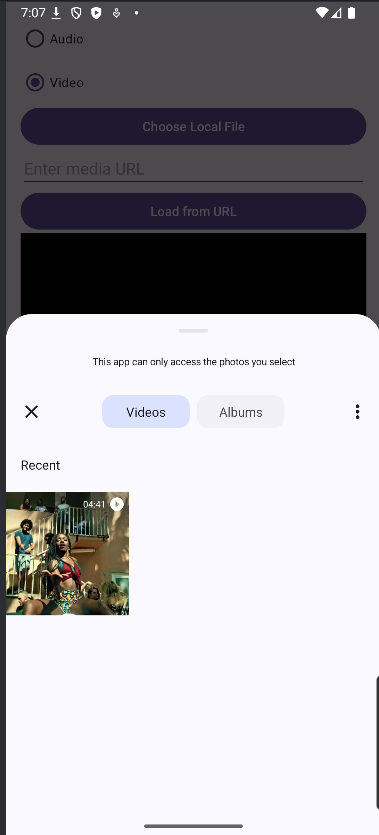 7:07
Audio
Video
Choose Local File
Enter media URL
Load from URL
This app can only access the photos you select
Videos
Albums
Recent
04:41